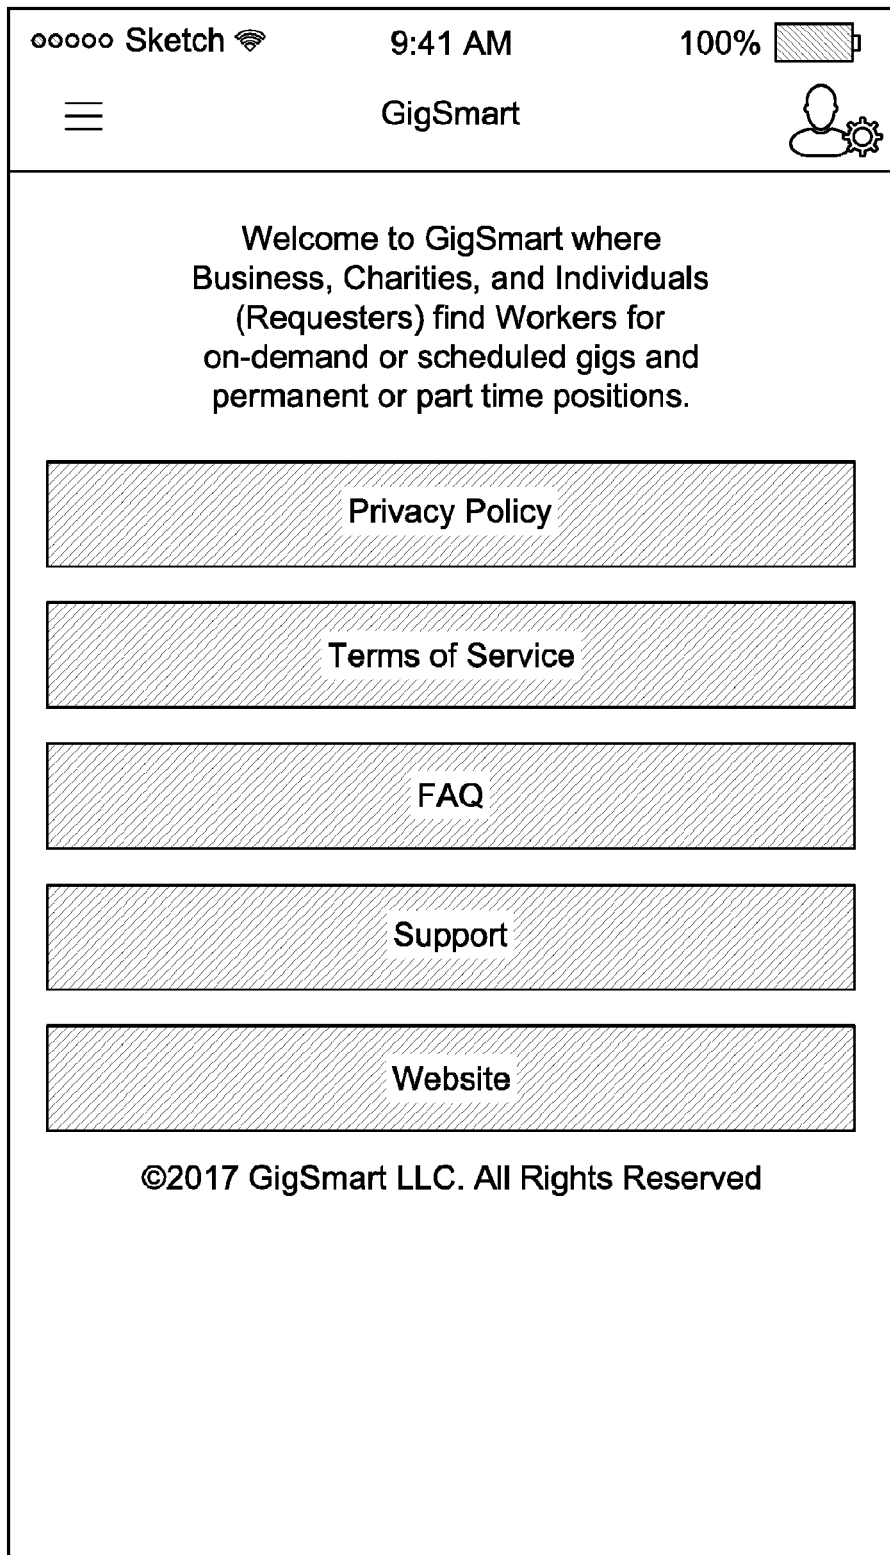 Sketch 9:41 AM 100%
GigSmart
Welcome to GigSmart where
Business, Charities, and Individuals
(Requesters) find Workers for
on-demand or scheduled gigs and
permanent or part time positions.
Privacy Policy
Terms of Service
FAQ
Support
Website
©2017 GigSmart LLC. All Rights Reserved